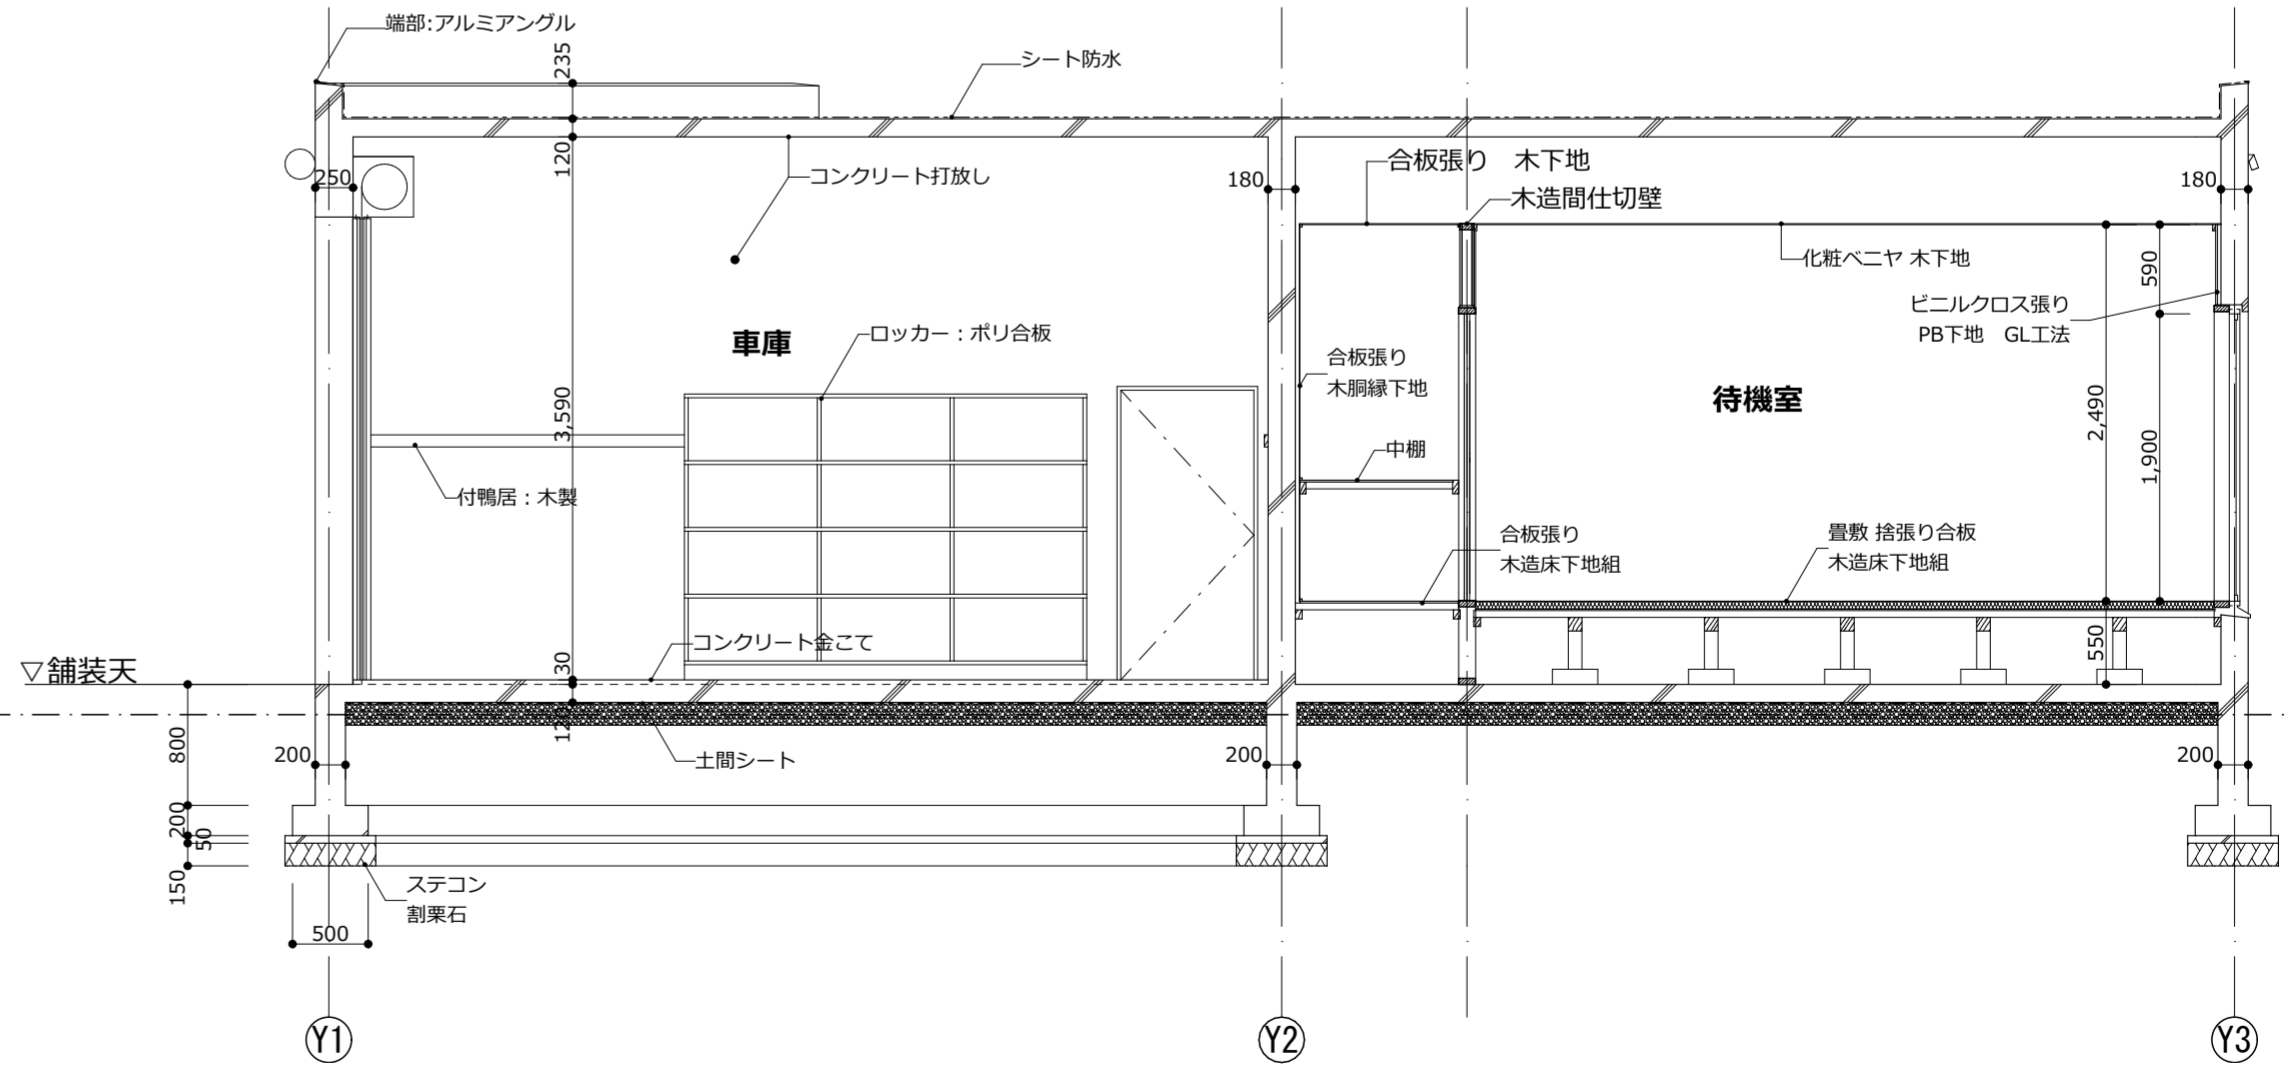 端部:アルミアングル
235
シート防水
120
250
コンクリート打放し
180
合板張り　木下地
木造間仕切壁
180
化粧ベニヤ 木下地
590
ビニルクロス張り
PB下地　GL工法
車庫
ロッカー：ポリ合板
合板張り
木胴縁下地
待機室
3,590
2,490
1,900
中棚
付鴨居：木製
合板張り
木造床下地組
畳敷 捨張り合板
木造床下地組
コンクリート金こて
30
550
▽舗装天
120
土間シート
800
200
200
200
200
50
150
ステコン
割栗石
500
Y1
Y2
Y3